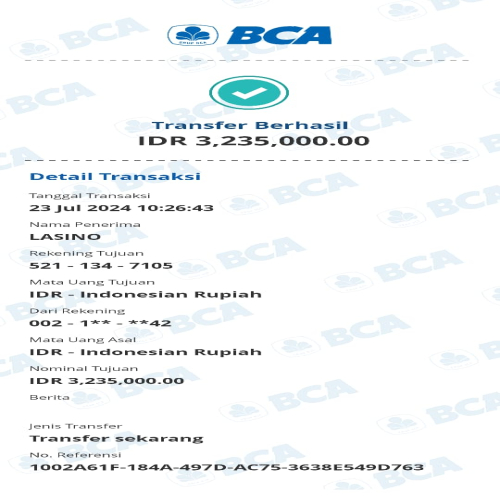 BCA
Transfer Berhasil
IDR 3,235,000.00
Detail Transaksi
Tanggal Transaksi
23 Jul 2024 10:26:43
Nama Penerima
LASINO
Rekening Tujuan
521 - 134 - 7105
Mata Uang Tujuan
IDR - Indonesian Rupiah
Dari Rekening
002 - 1** - **42
Mata Uang Asal
IDR - Indonesian Rupiah
Nominal Tujuan
IDR 3,235,000.00
Berita
Jenis Transfer
Transfer sekarang
No. Referensi
1002A61F-184A-497D-AC75-3638E549D763